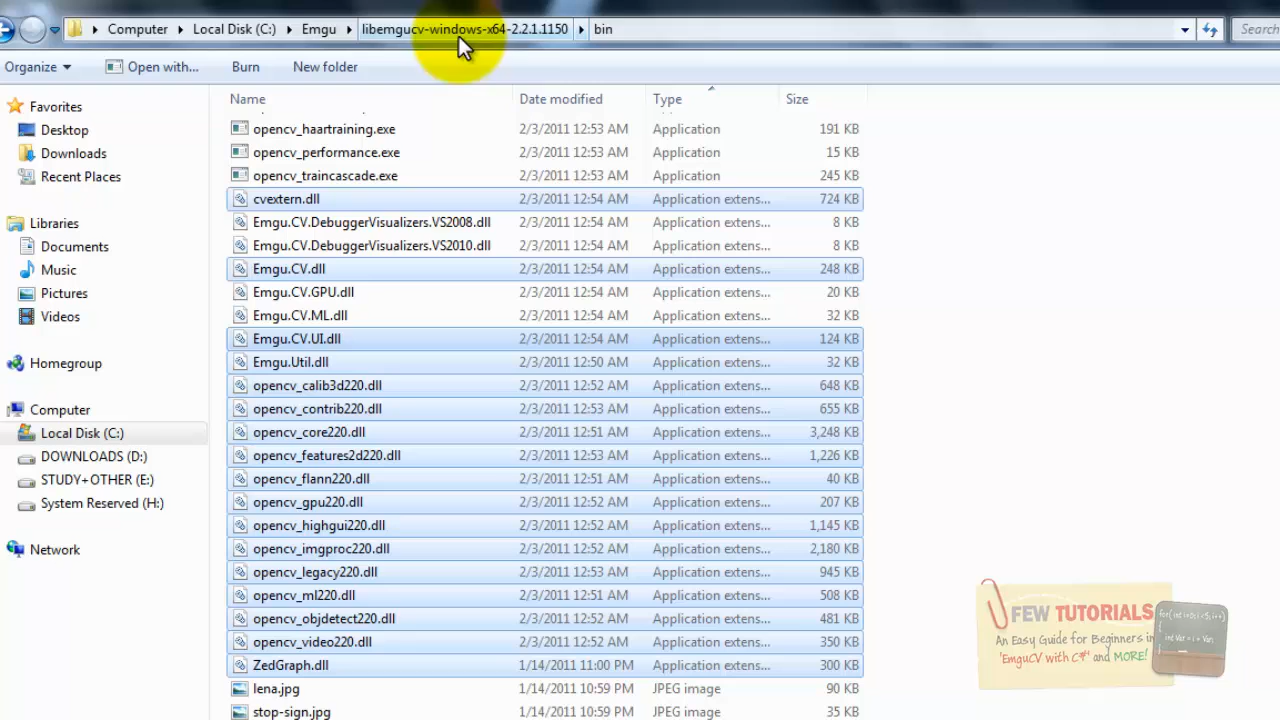 Computer Local Disk (C:) Emgu libemgucv-windows-x64-2.2.1.1150 bin Search
Organize Open with... Burn New folder
Name Date modified Type Size
Favorites
Desktop
Downloads
Recent Places
Libraries
Documents
Music
Pictures
Videos
Homegroup
Computer
Local Disk (C:)
DOWNLOADS (D:)
STUDY+OTHER (E:)
System Reserved (H:)
Network
opencv_haartraining.exe 2/3/2011 12:53 AM Application 191 KB
opencv_performance.exe 2/3/2011 12:53 AM Application 15 KB
opencv_traincascade.exe 2/3/2011 12:53 AM Application 245 KB
cvextern.dll 2/3/2011 12:54 AM Application extens... 724 KB
Emgu.CV.DebuggerVisualizers.VS2008.dll 2/3/2011 12:54 AM Application extens... 8 KB
Emgu.CV.DebuggerVisualizers.VS2010.dll 2/3/2011 12:54 AM Application extens... 8 KB
Emgu.CV.dll 2/3/2011 12:54 AM Application extens... 248 KB
Emgu.CV.GPU.dll 2/3/2011 12:54 AM Application extens... 20 KB
Emgu.CV.ML.dll 2/3/2011 12:54 AM Application extens... 32 KB
Emgu.CV.UI.dll 2/3/2011 12:54 AM Application extens... 124 KB
Emgu.Util.dll 2/3/2011 12:50 AM Application extens... 32 KB
opencv_calib3d220.dll 2/3/2011 12:52 AM Application extens... 648 KB
opencv_contrib220.dll 2/3/2011 12:53 AM Application extens... 655 KB
opencv_core220.dll 2/3/2011 12:51 AM Application extens... 3,248 KB
opencv_features2d220.dll 2/3/2011 12:53 AM Application extens... 1,226 KB
opencv_flann220.dll 2/3/2011 12:51 AM Application extens... 40 KB
opencv_gpu220.dll 2/3/2011 12:52 AM Application extens... 207 KB
opencv_highgui220.dll 2/3/2011 12:52 AM Application extens... 1,145 KB
opencv_imgproc220.dll 2/3/2011 12:52 AM Application extens... 2,180 KB
opencv_legacy220.dll 2/3/2011 12:53 AM Application extens... 945 KB
opencv_ml220.dll 2/3/2011 12:51 AM Application extens... 508 KB
opencv_objdetect220.dll 2/3/2011 12:52 AM Application extens... 481 KB
opencv_video220.dll 2/3/2011 12:52 AM Application extens... 350 KB
ZedGraph.dll 1/14/2011 11:00 PM Application extens... 300 KB
lena.jpg 1/14/2011 10:59 PM JPEG image 90 KB
stop-sign.jpg 1/14/2011 10:59 PM JPEG image 35 KB
FEW TUTORIALS
An Easy Guide for Beginners in
'EmguCV with C#' and MORE!